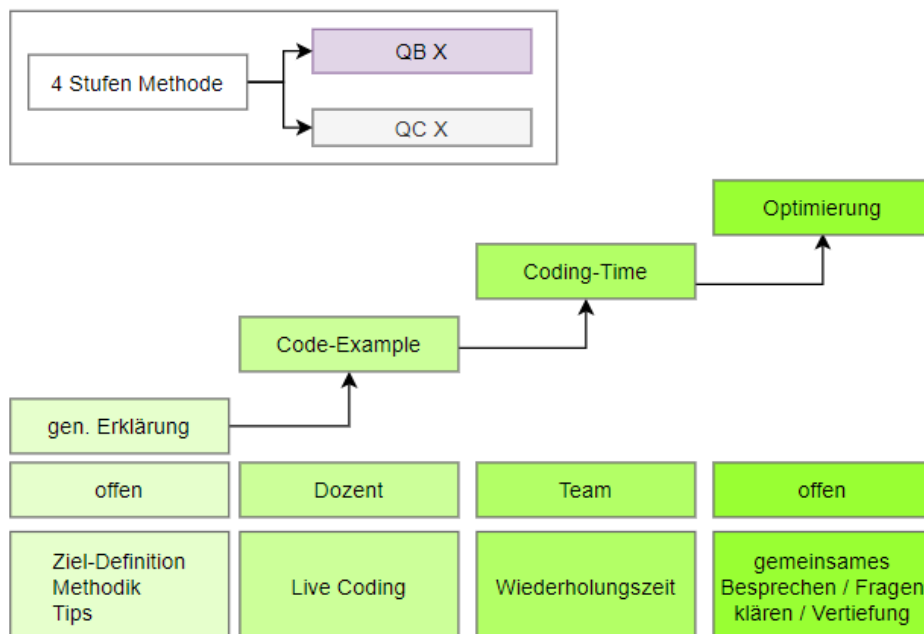 QB X
4 Stufen Methode
QC X
Optimierung
Coding-Time
Code-Example
gen. Erklärung
offen
Dozent
Team
offen
Ziel-Definition
Methodik
Tips
Live Coding
Wiederholungszeit
gemeinsames
Besprechen / Fragen
klären / Vertiefung